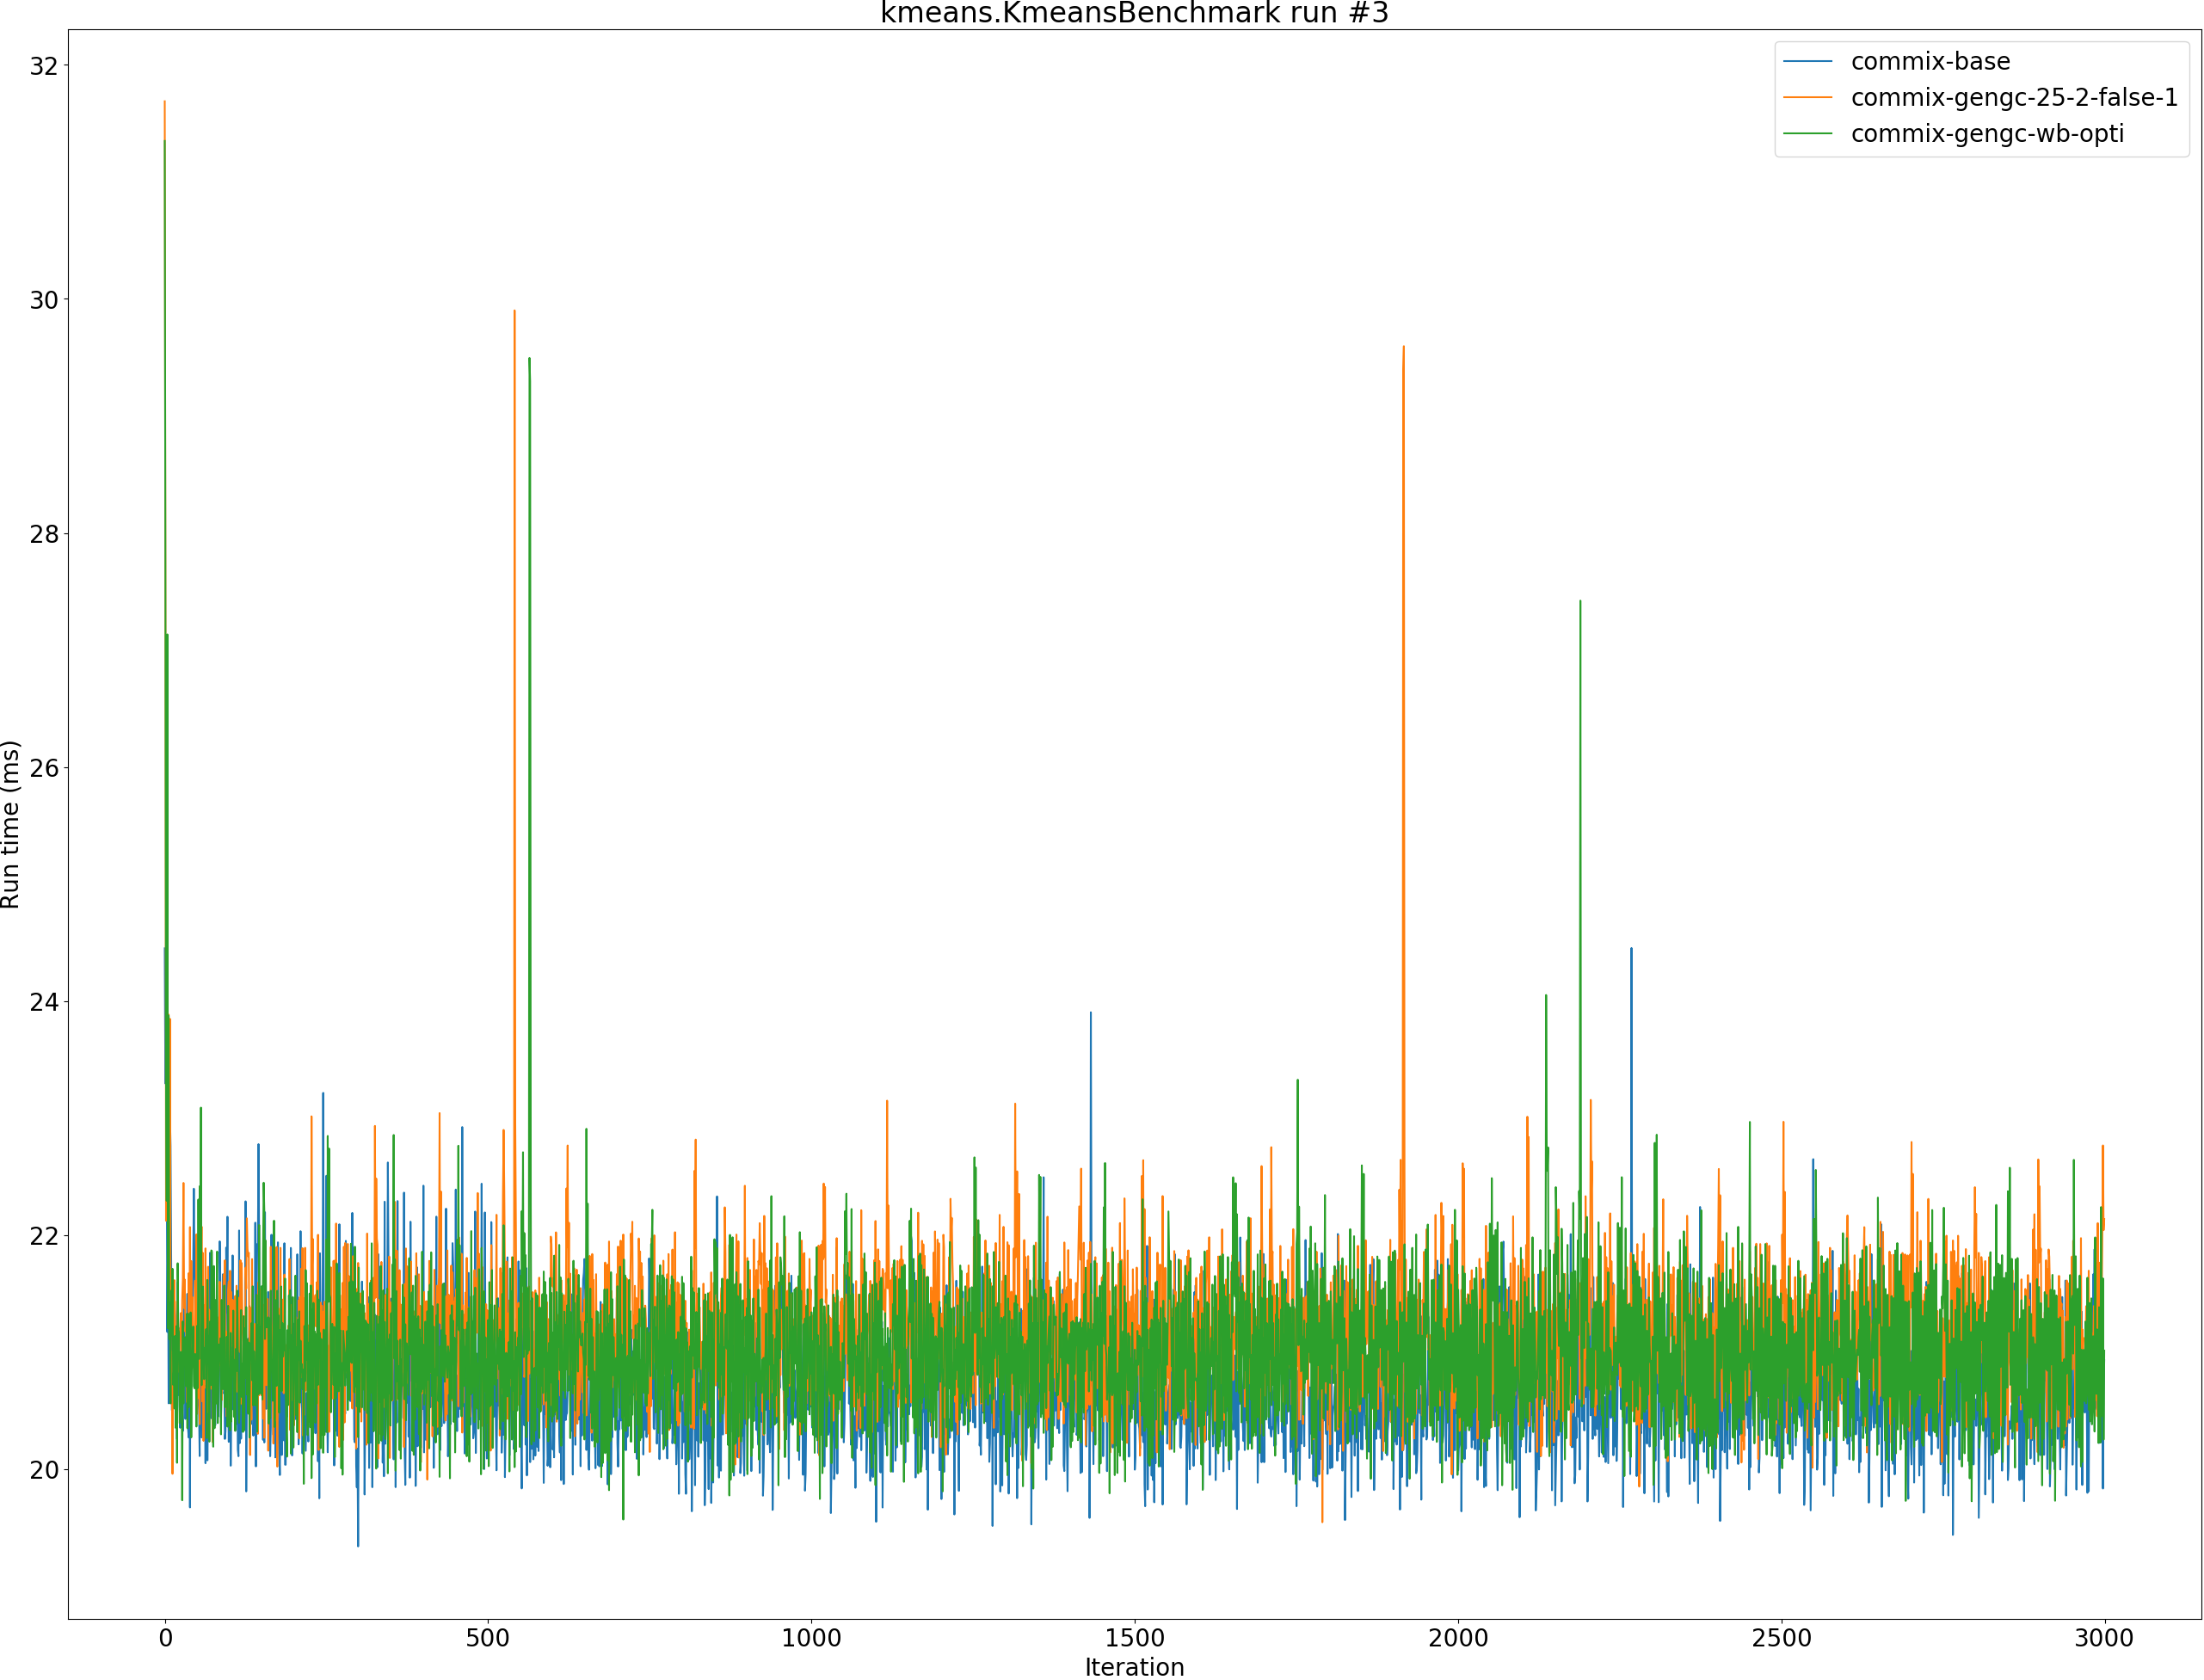 kmeans.KmeansBenchmark run #3
commix-base
commix-gengc-25-2-false-1
commix-gengc-wb-opti
Run time (ms)
32
30
28
26
24
22
20
0 500 1000 1500 2000 2500 3000
Iteration